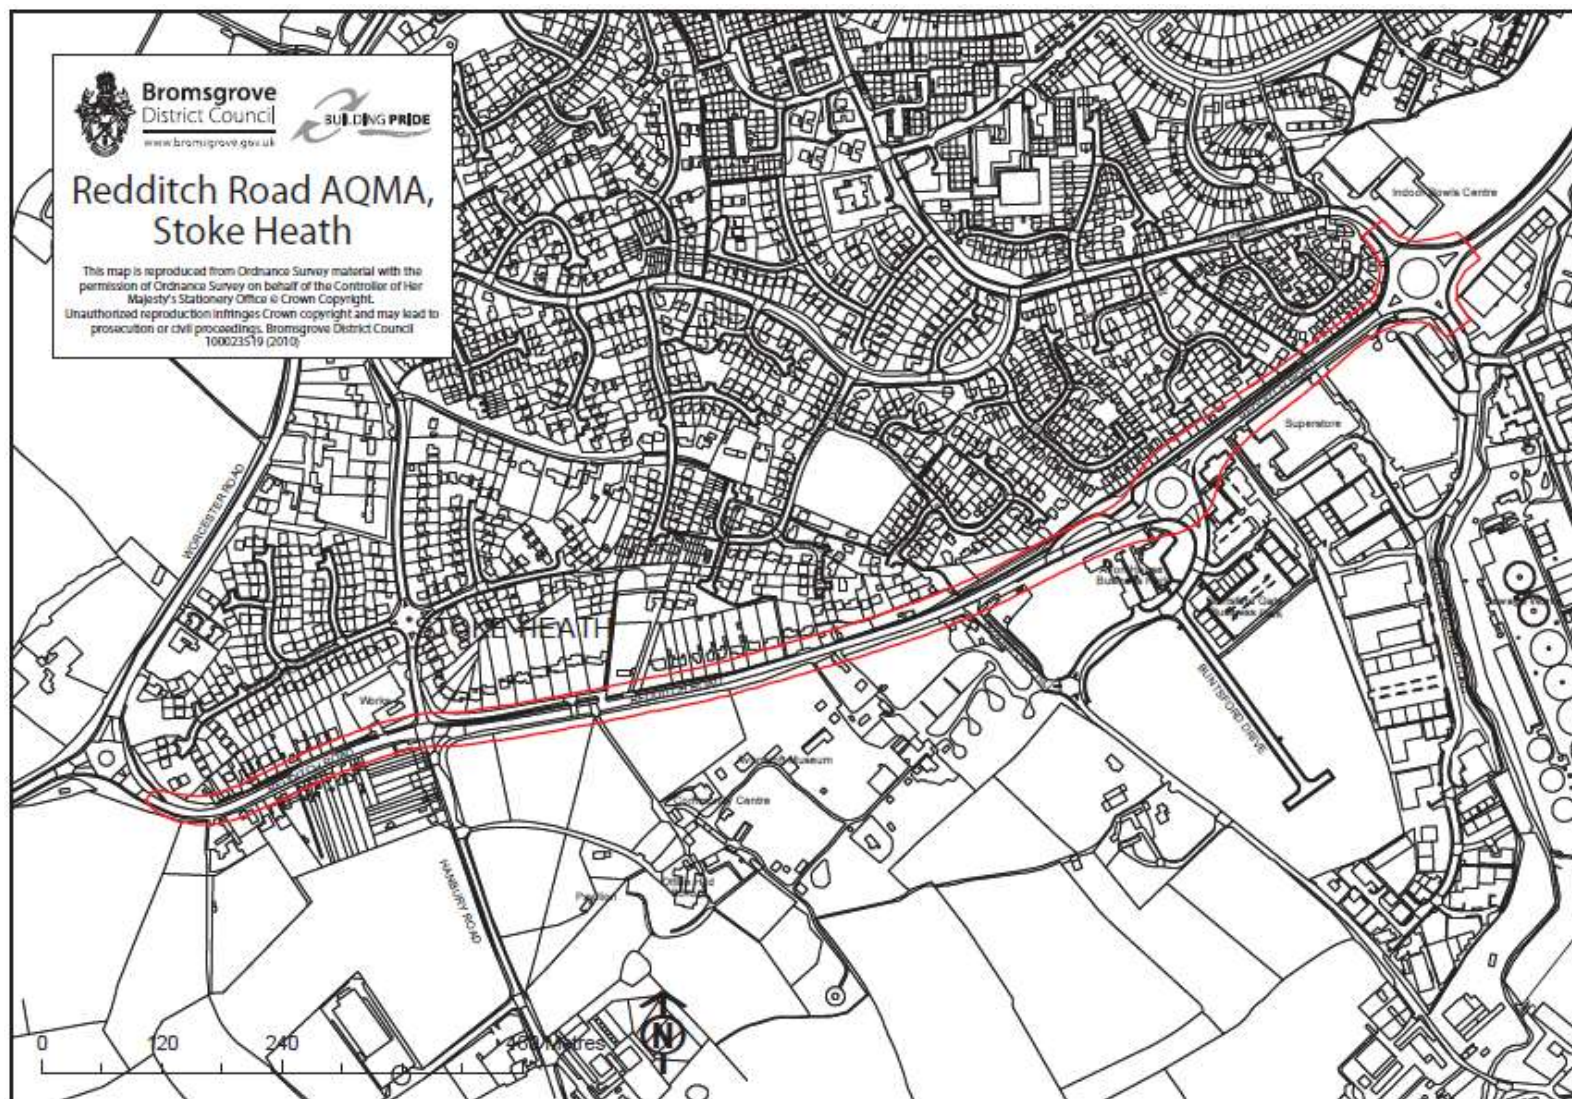 Bromsgrove
District Council
www.bromsgrove.gov.uk
BUILDING PRIDE
Redditch Road AQMA,
Stoke Heath
This map is reproduced from Ordnance Survey material with the
permission of Ordnance Survey on behalf of the Controller of Her
Majesty's Stationery Office © Crown Copyright.
Unauthorized reproduction infringes Crown copyright and may lead to
prosecution or civil proceedings. Bromsgrove District Council
100023519 (2010)
Indoor Bowls Centre
Superstore
WORCESTER ROAD
STOKE HEATH
Works
BUNTSFORD DRIVE
Museum
Community Centre
HANBURY ROAD
Pavilion
N
0
120
240
480 Metres